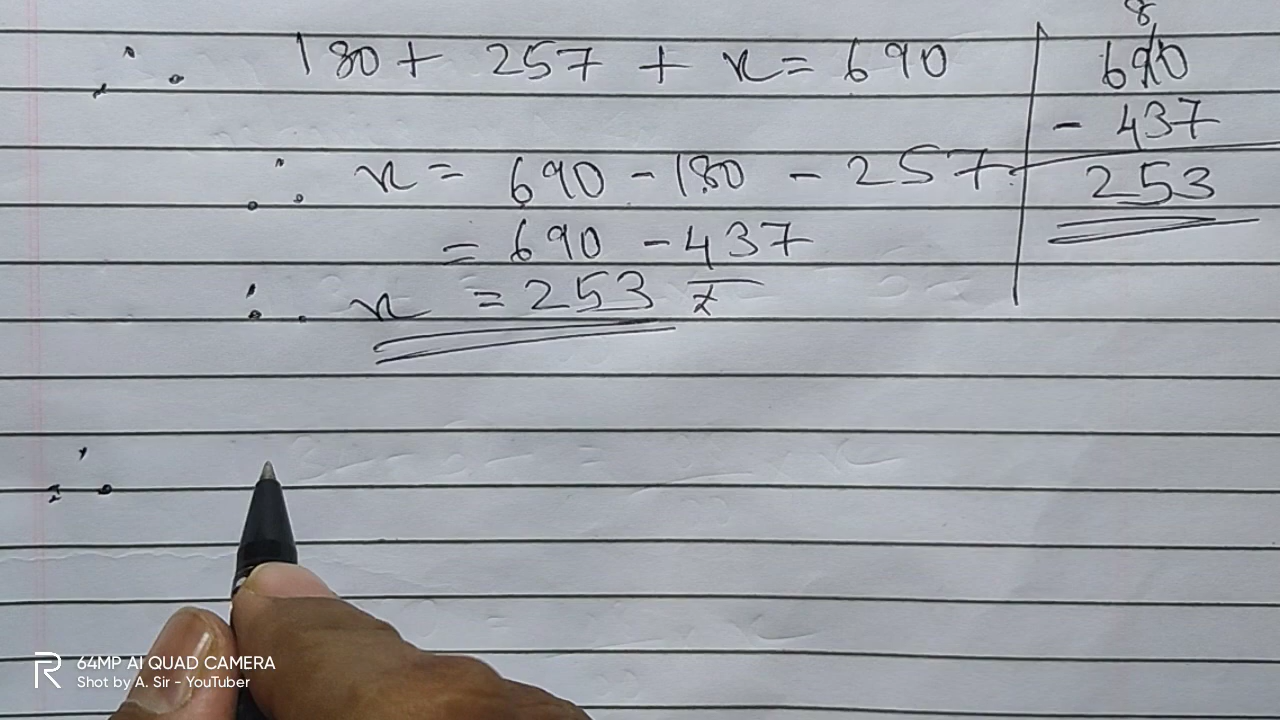 ∴ 180 + 257 + x = 690
∴ x = 690 - 180 - 257
= 690 - 437
∴ x = 253
8
690
- 437
253
∴
64MP AI QUAD CAMERA
Shot by A. Sir - YouTuber